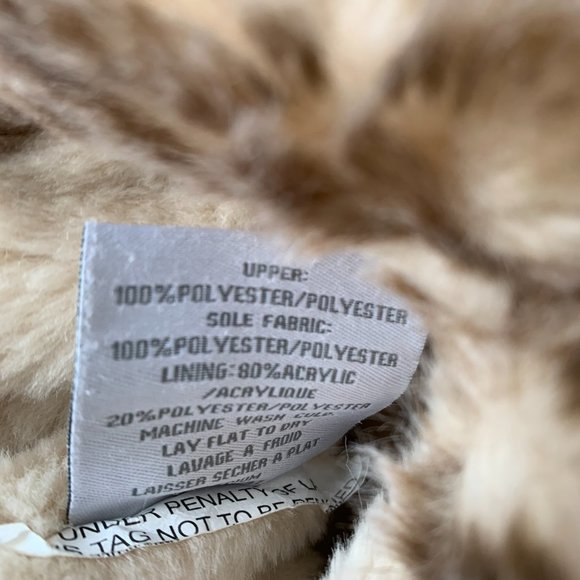 UPPER:
100%POLYESTER/POLYESTER
SOLE FABRIC:
100%POLYESTER/POLYESTER
LINING:80%ACRYLIC
/ACRYLIQUE
20%POLYESTER/POLYESTER
MACHINE WASH COLD
LAY FLAT TO DRY
LAVAGE A FROID
LAISSER SECHER A PLAT
UNDER PENALTY OF
TAG NOT TO BE